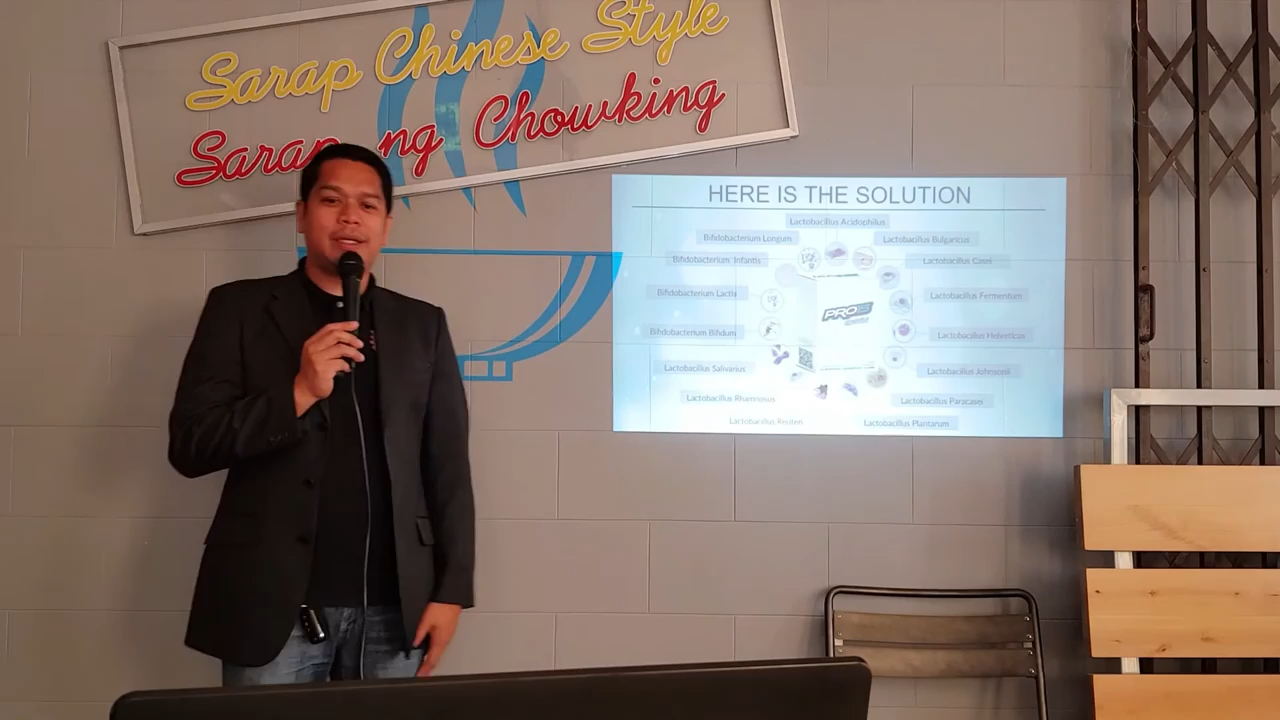 Sarap Chinese Style
Sarap ng Chowking
HERE IS THE SOLUTION
Lactobacillus Acidophilus
Bifidobacterium Longum
Lactobacillus Bulgaricus
Bifidobacterium Infantis
Lactobacillus Casei
Bifidobacterium Lactis
Lactobacillus Fermentum
PRO15
Bifidobacterium Bifidum
Lactobacillus Helveticus
Lactobacillus Salivarius
Lactobacillus Johnsonii
Lactobacillus Rhamnosus
Lactobacillus Paracasei
Lactobacillus Reuteri
Lactobacillus Plantarum